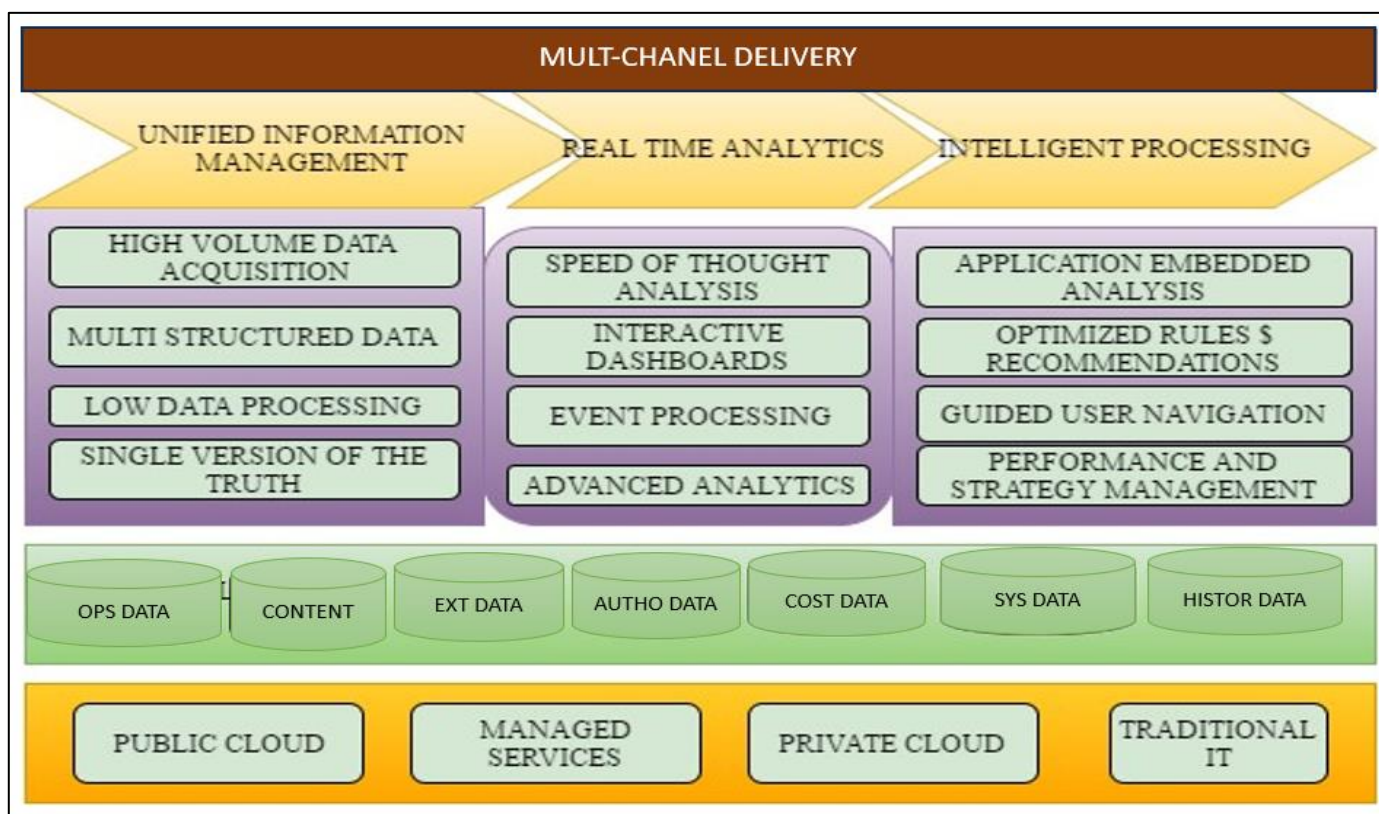 MULT-CHANEL DELIVERY
UNIFIED INFORMATION
MANAGEMENT
REAL TIME ANALYTICS
INTELLIGENT PROCESSING
HIGH VOLUME DATA
ACQUISITION
MULTI STRUCTURED DATA
LOW DATA PROCESSING
SINGLE VERSION OF THE
TRUTH
SPEED OF THOUGHT
ANALYSIS
INTERACTIVE
DASHBOARDS
EVENT PROCESSING
ADVANCED ANALYTICS
APPLICATION EMBEDDED
ANALYSIS
OPTIMIZED RULES $
RECOMMENDATIONS
GUIDED USER NAVIGATION
PERFORMANCE AND
STRATEGY MANAGEMENT
OPS DATA
CONTENT
EXT DATA
AUTHO DATA
COST DATA
SYS DATA
HISTOR DATA
PUBLIC CLOUD
MANAGED
SERVICES
PRIVATE CLOUD
TRADITIONAL
IT